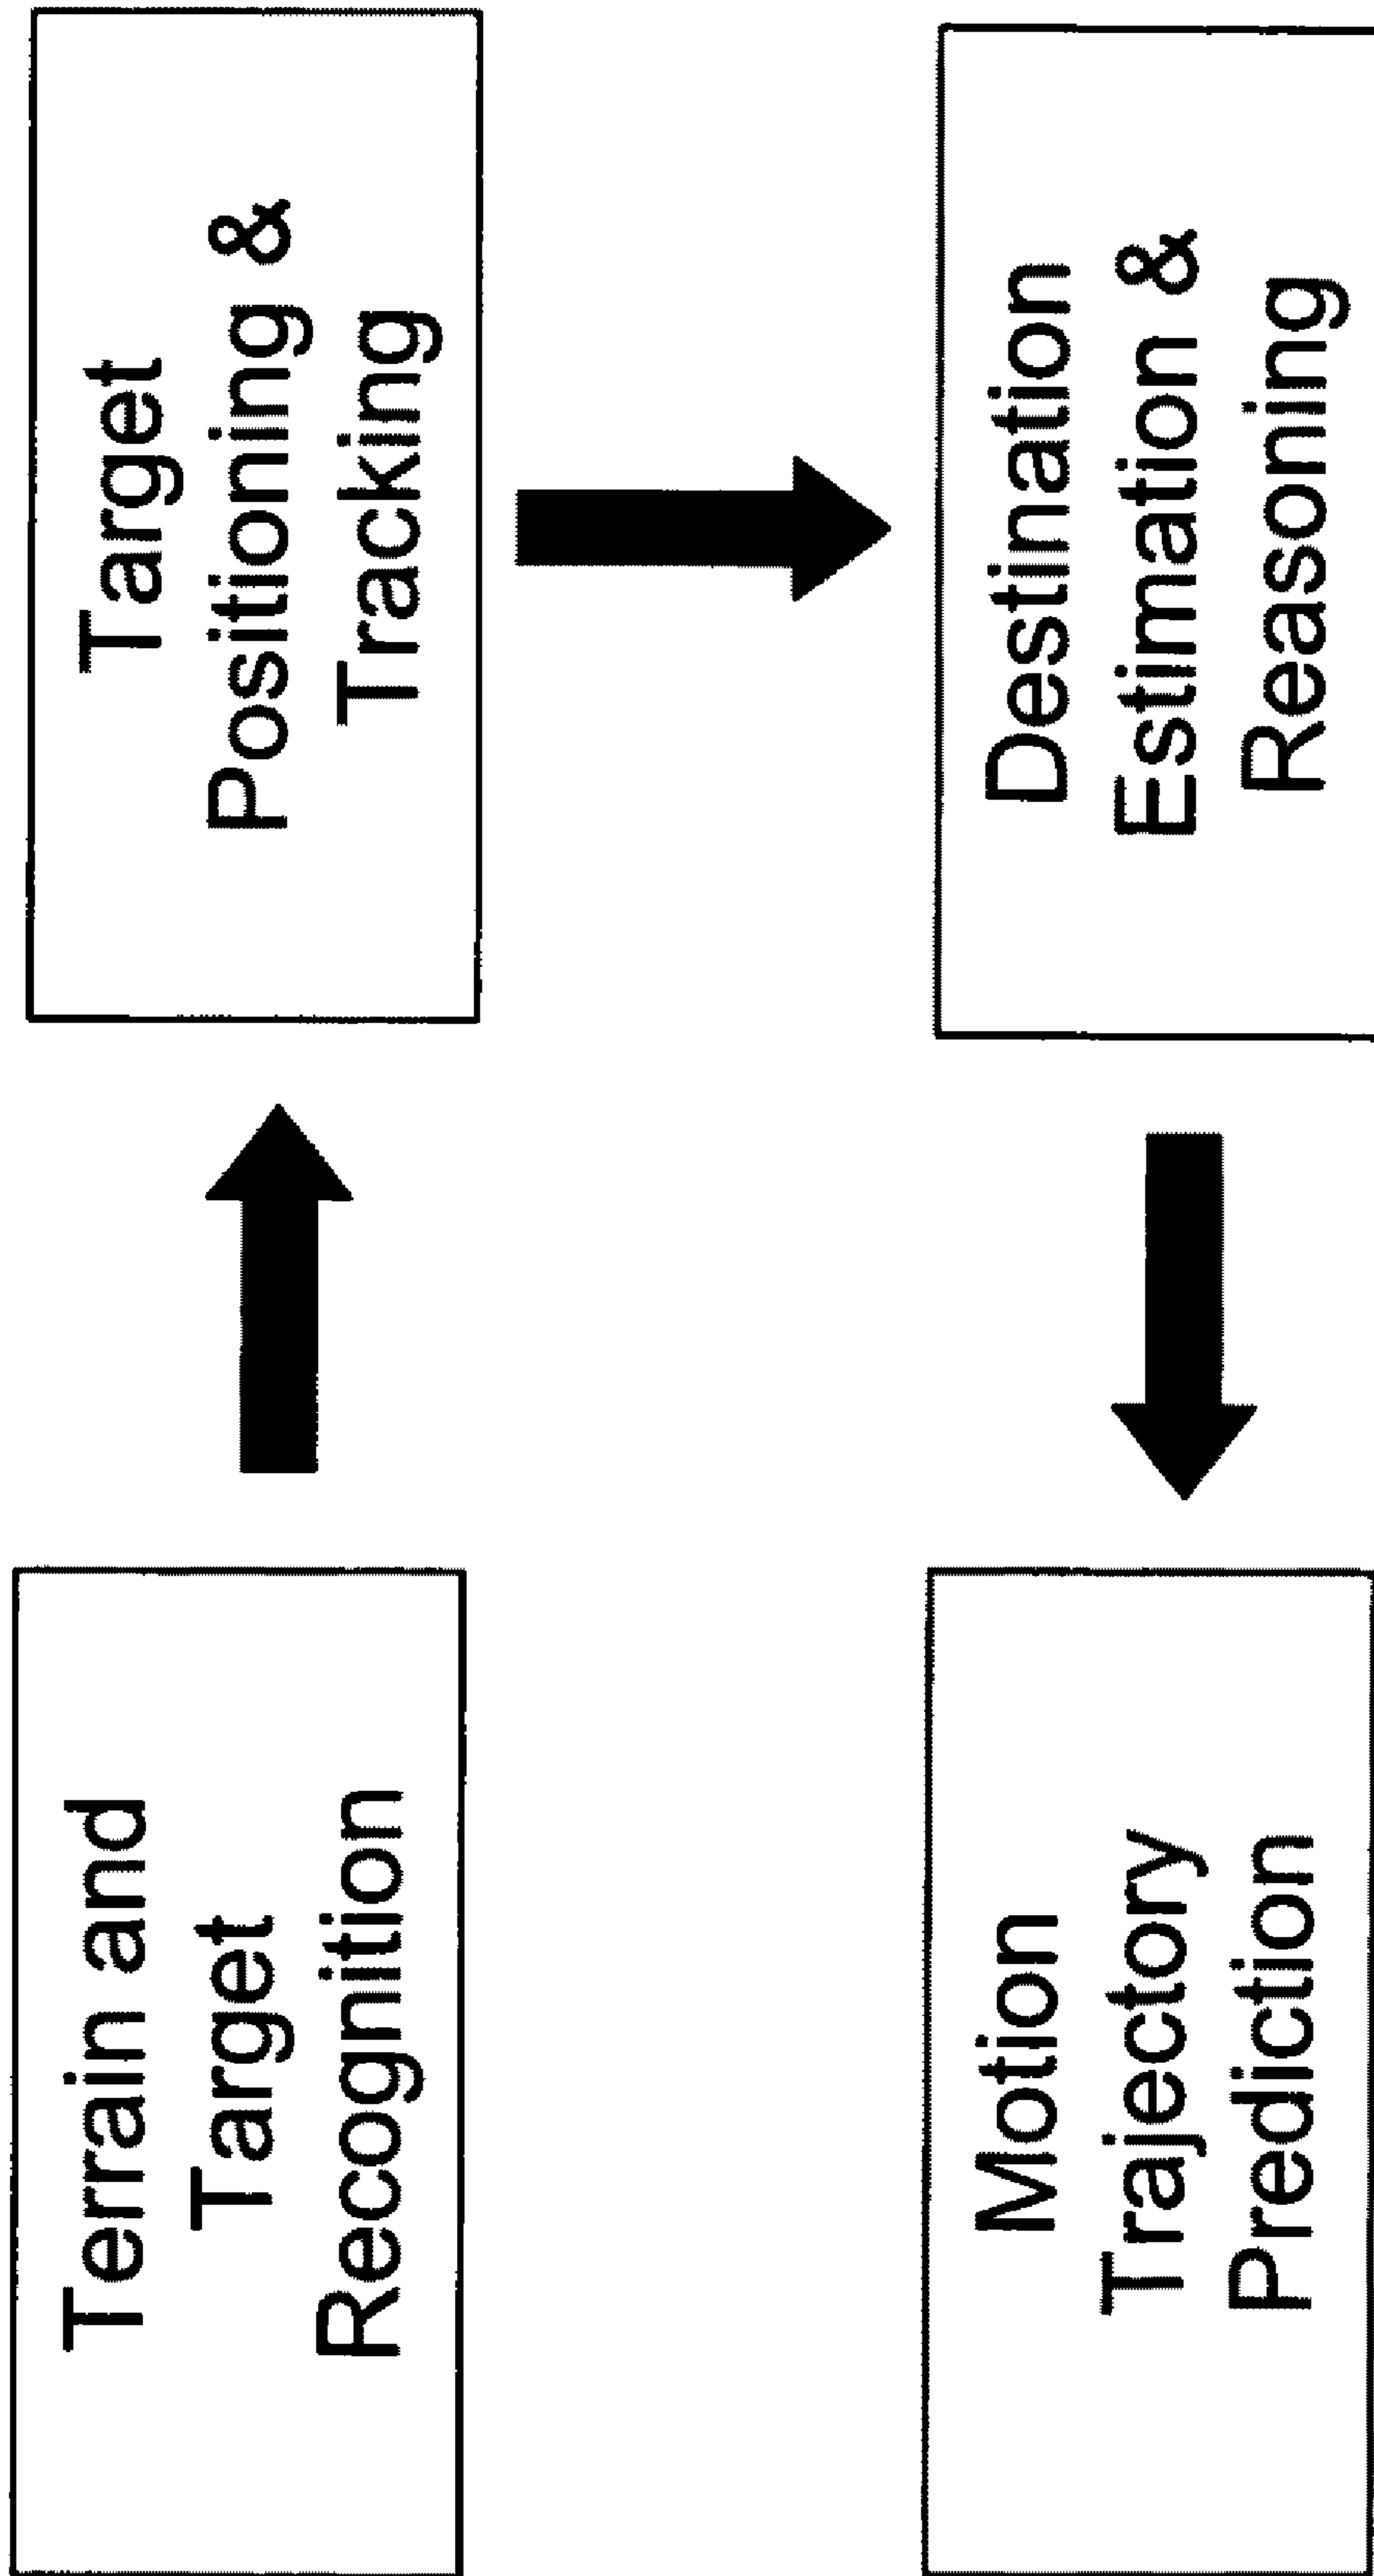 Terrain and
Target
Recognition
Target
Positioning &
Tracking
Destination
Estimation &
Reasoning
Motion
Trajectory
Prediction